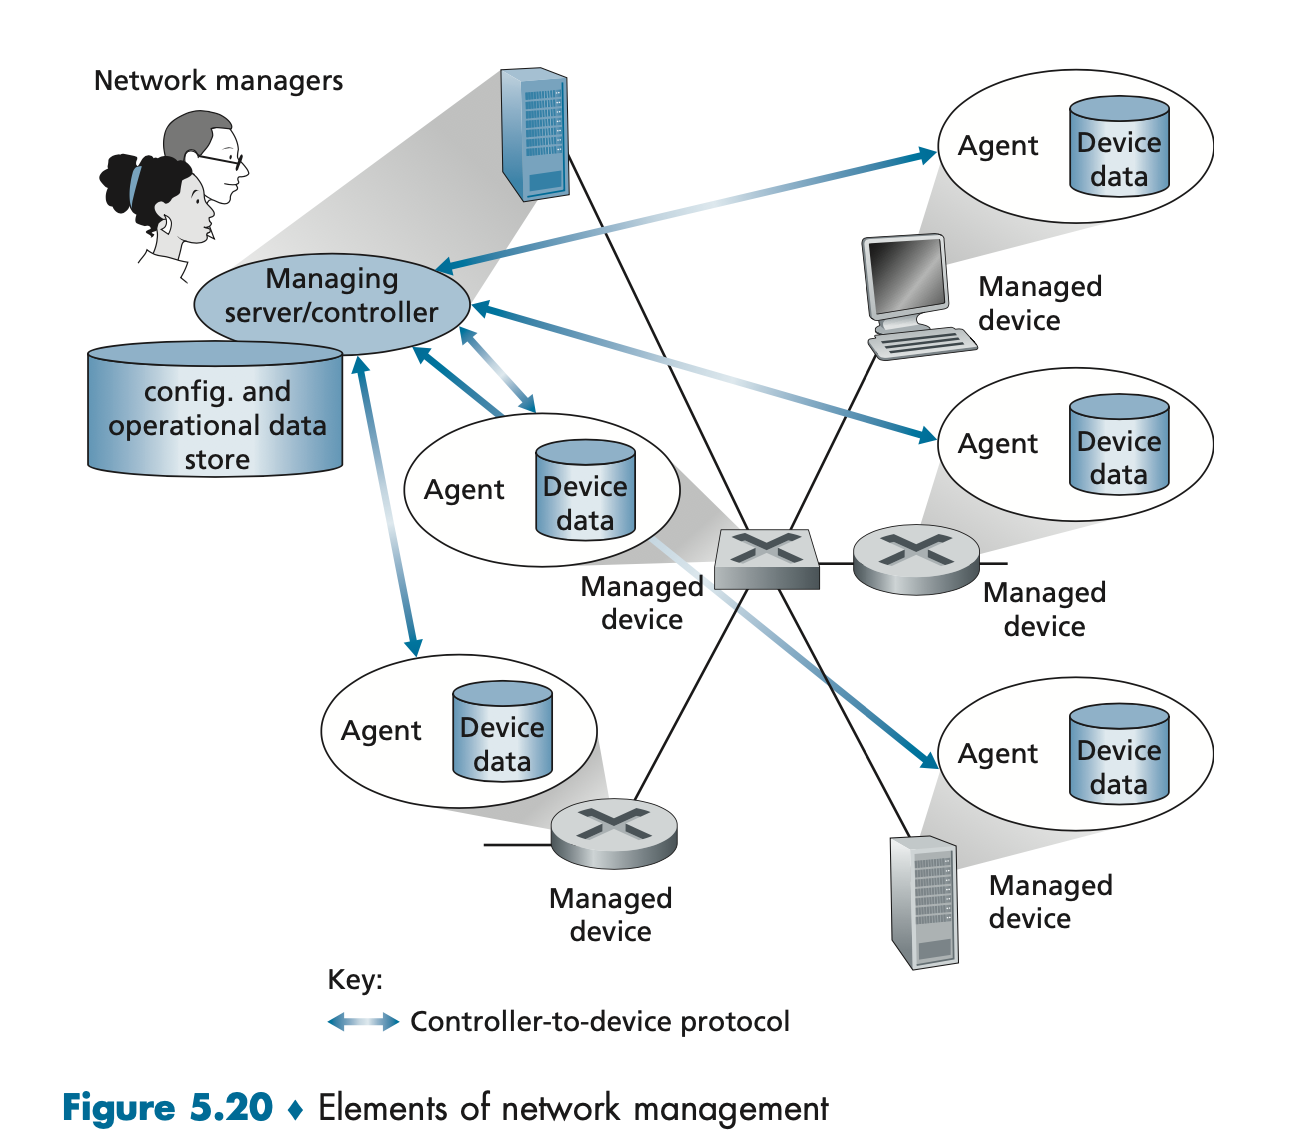 Network managers
Managing
server/controller
config. and
operational data
store
Agent
Device
data
Managed
device
Agent
Device
data
Managed
device
Agent
Device
data
Managed
device
Agent
Device
data
Managed
device
Agent
Device
data
Managed
device
Key:
Controller-to-device protocol
Figure 5.20 ♦ Elements of network management